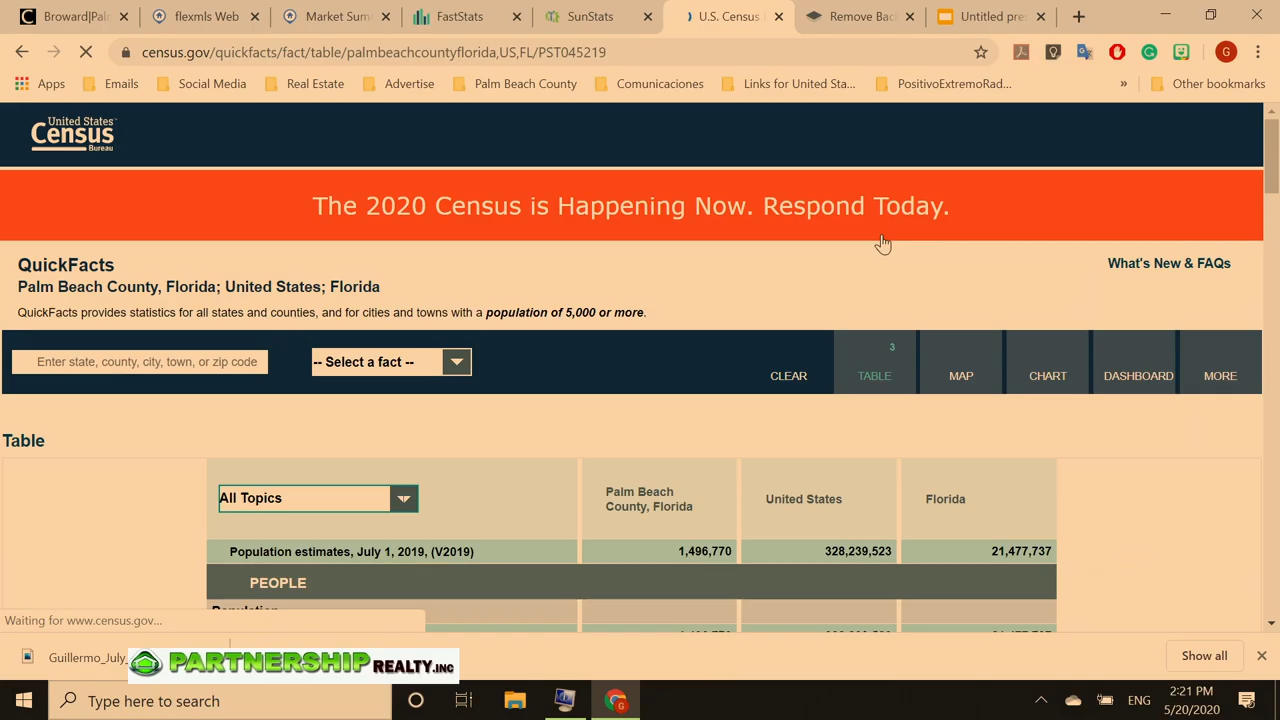 Broward|Palm
flexmls Web
Market Summ
FastStats
SunStats
U.S. Census
Remove Back
Untitled pres
census.gov/quickfacts/fact/table/palmbeachcountyflorida,US,FL/PST045219
G
Apps
Emails
Social Media
Real Estate
Advertise
Palm Beach County
Comunicaciones
Links for United Sta...
PositivoExtremoRad...
»
Other bookmarks
United States
Census
Bureau
The 2020 Census is Happening Now. Respond Today.
QuickFacts
What's New & FAQs
Palm Beach County, Florida; United States; Florida
QuickFacts provides statistics for all states and counties, and for cities and towns with a population of 5,000 or more.
Enter state, county, city, town, or zip code
-- Select a fact --
CLEAR
3
TABLE
MAP
CHART
DASHBOARD
MORE
Table
All Topics
Palm Beach
County, Florida
United States
Florida
Population estimates, July 1, 2019, (V2019) 1,496,770 328,239,523 21,477,737
PEOPLE
Population
Waiting for www.census.gov...
Guillermo_July
PARTNERSHIP REALTY.INC
Show all
Type here to search
ENG
2:21 PM
5/20/2020